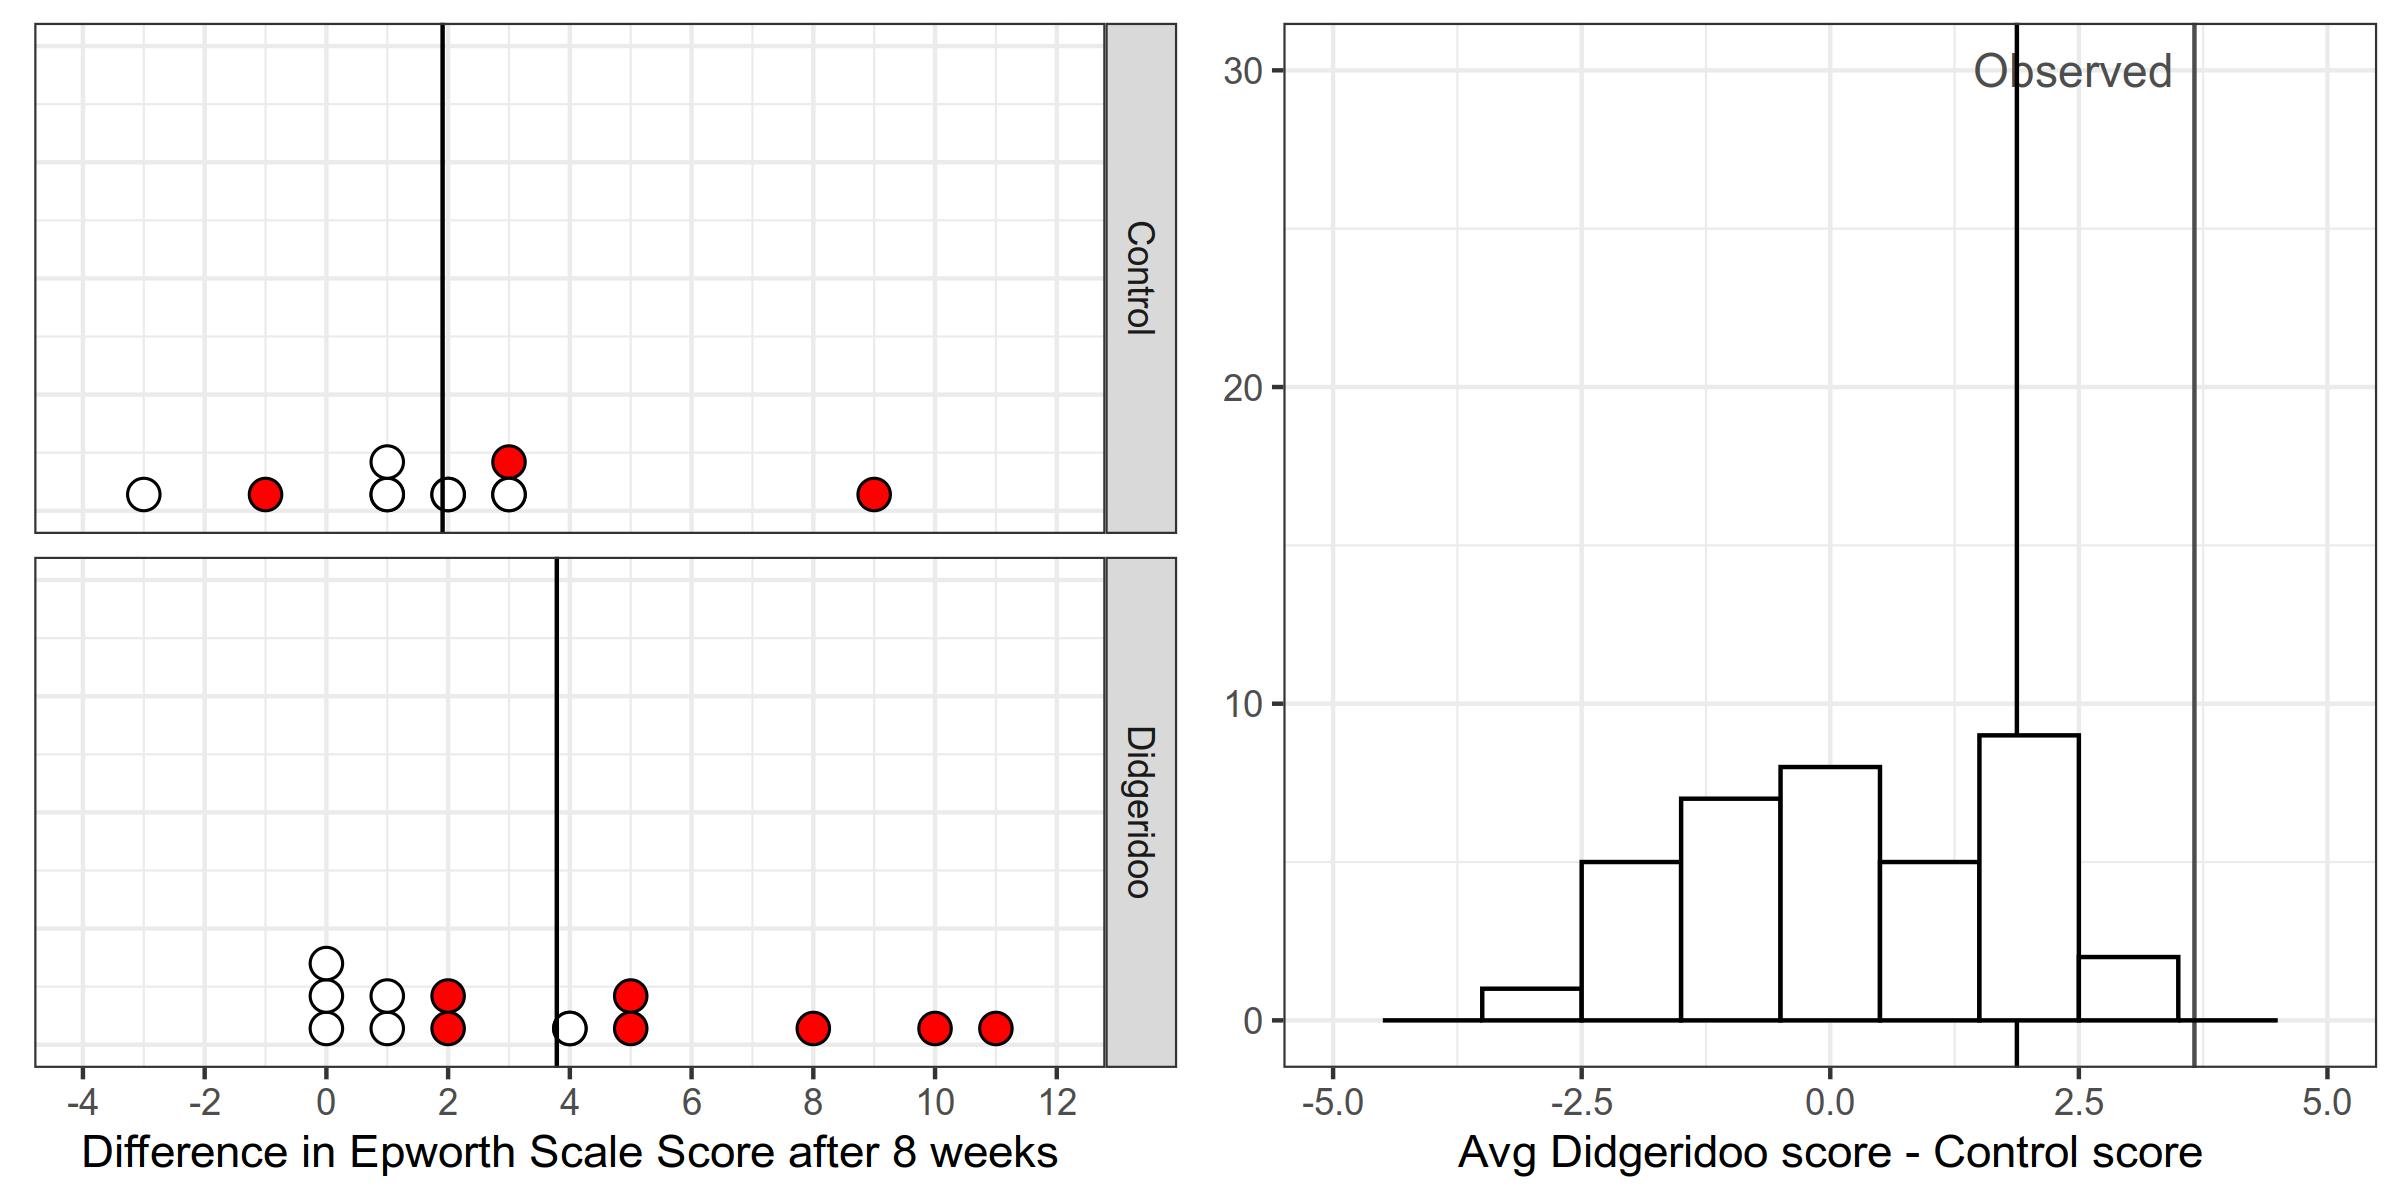 Control
Didgeridoo
-4 -2 0 2 4 6 8 10 12
Difference in Epworth Scale Score after 8 weeks
Observed
30
20
10
0
-5.0 -2.5 0.0 2.5 5.0
Avg Didgeridoo score - Control score